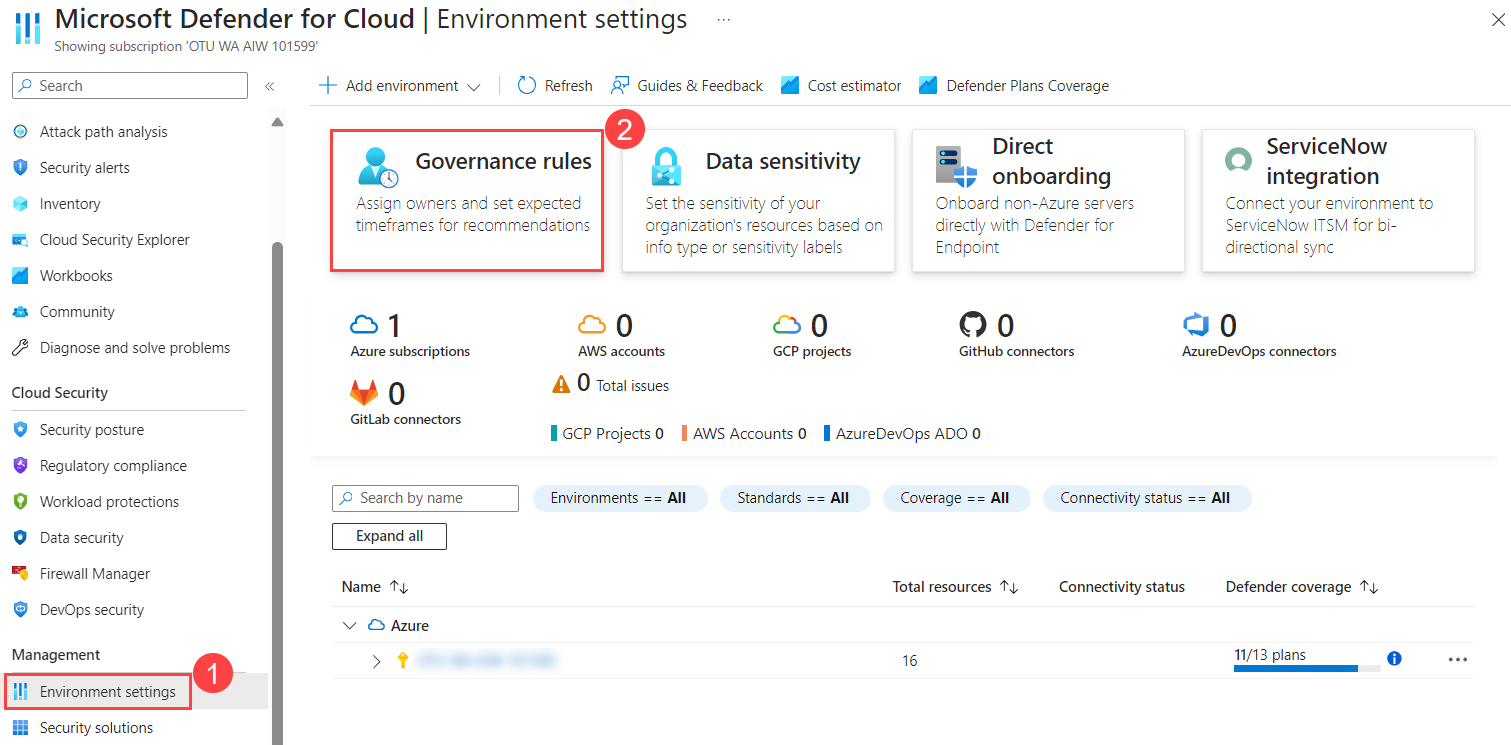 Microsoft Defender for Cloud | Environment settings ...
Showing subscription 'OTU WA AIW 101599'
Search
«
Attack path analysis
Security alerts
Inventory
Cloud Security Explorer
Workbooks
Community
Diagnose and solve problems
Cloud Security
Security posture
Regulatory compliance
Workload protections
Data security
Firewall Manager
DevOps security
Management
Environment settings
1
Security solutions
Add environment
Refresh
Guides & Feedback
Cost estimator
Defender Plans Coverage
2
Governance rules
Assign owners and set expected
timeframes for recommendations
Data sensitivity
Set the sensitivity of your
organization's resources based on
info type or sensitivity labels
Direct
onboarding
Onboard non-Azure servers
directly with Defender for
Endpoint
ServiceNow
integration
Connect your environment to
ServiceNow ITSM for bi-
directional sync
1
Azure subscriptions
0
AWS accounts
0
GCP projects
0
GitHub connectors
0
AzureDevOps connectors
0
GitLab connectors
0 Total issues
GCP Projects 0
AWS Accounts 0
AzureDevOps ADO 0
Search by name
Environments == All
Standards == All
Coverage == All
Connectivity status == All
Expand all
Name ↑↓
Total resources ↑↓
Connectivity status
Defender coverage ↑↓
Azure
16
11/13 plans
...